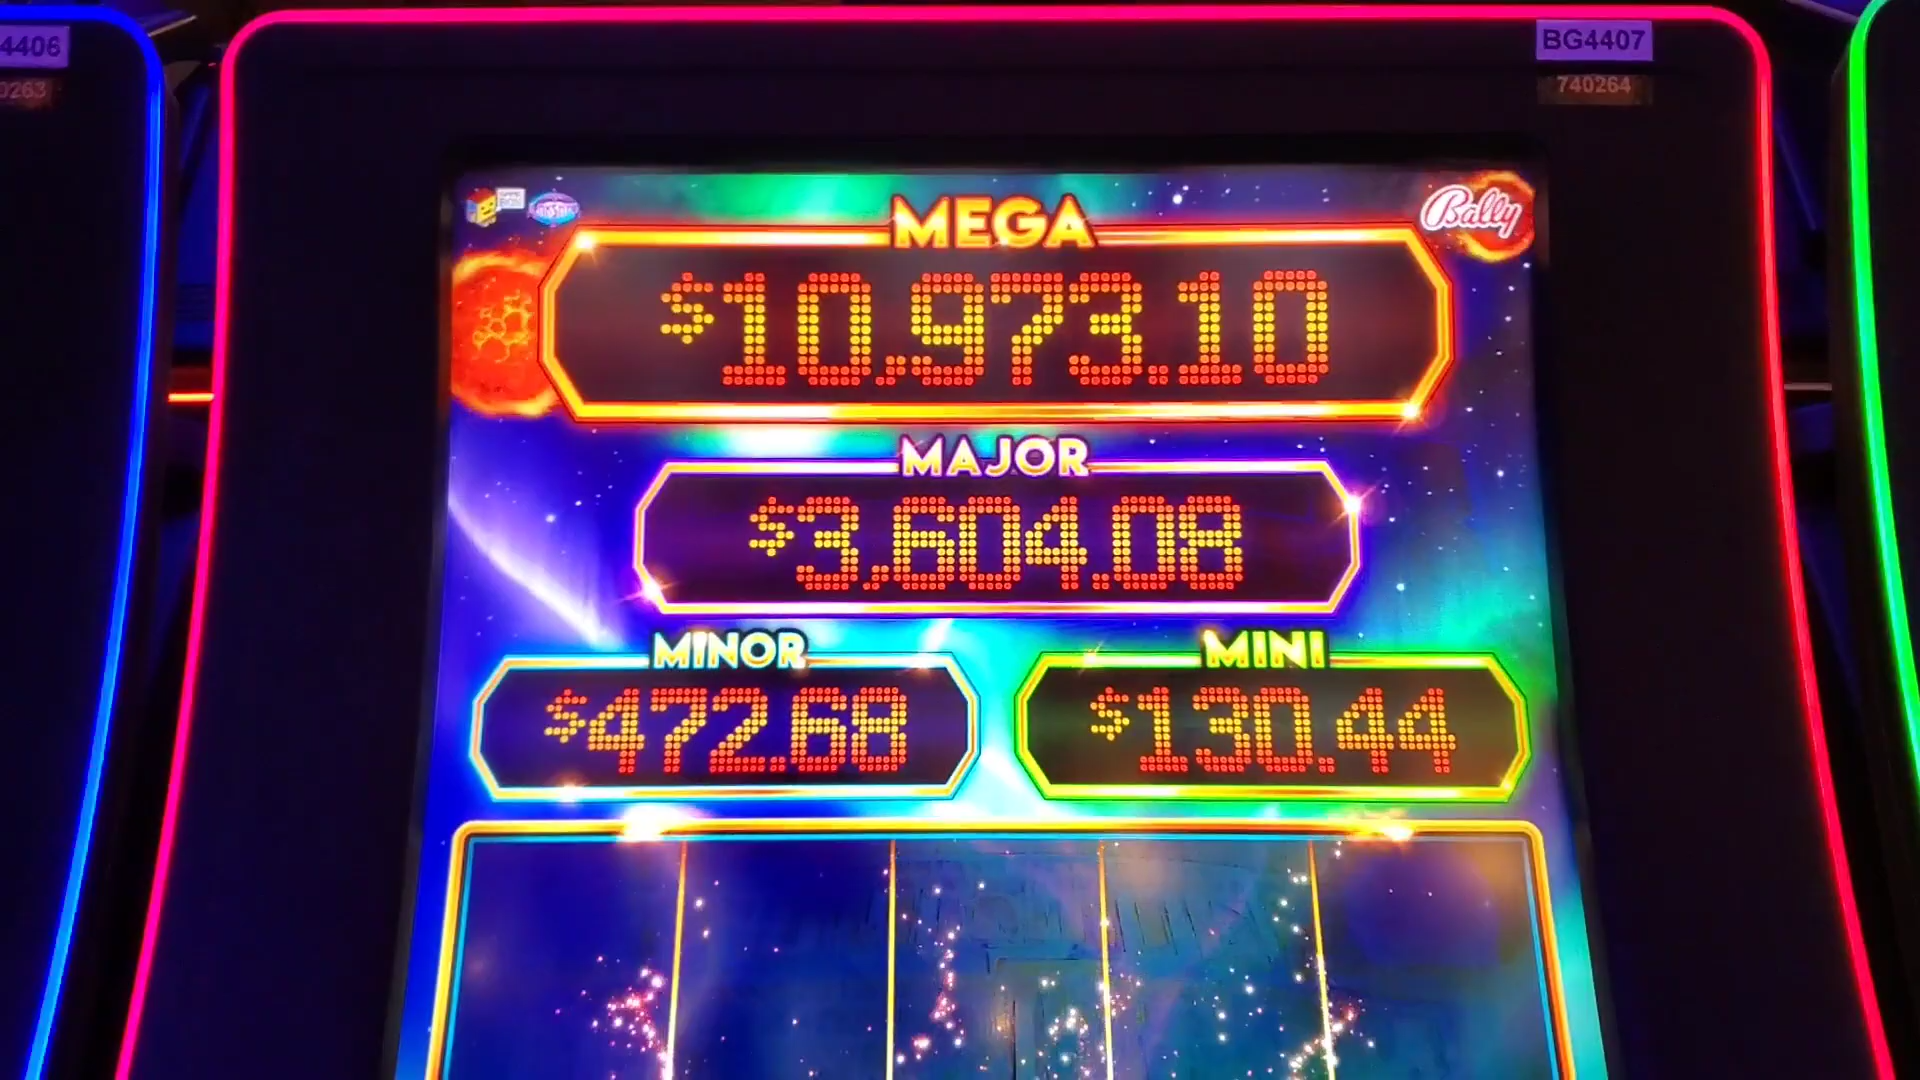 4406
0263
BG4407
740264
Bally
MEGA
$10,973.10
MAJOR
$3,604.08
MINOR
$472.68
MINI
$130.44